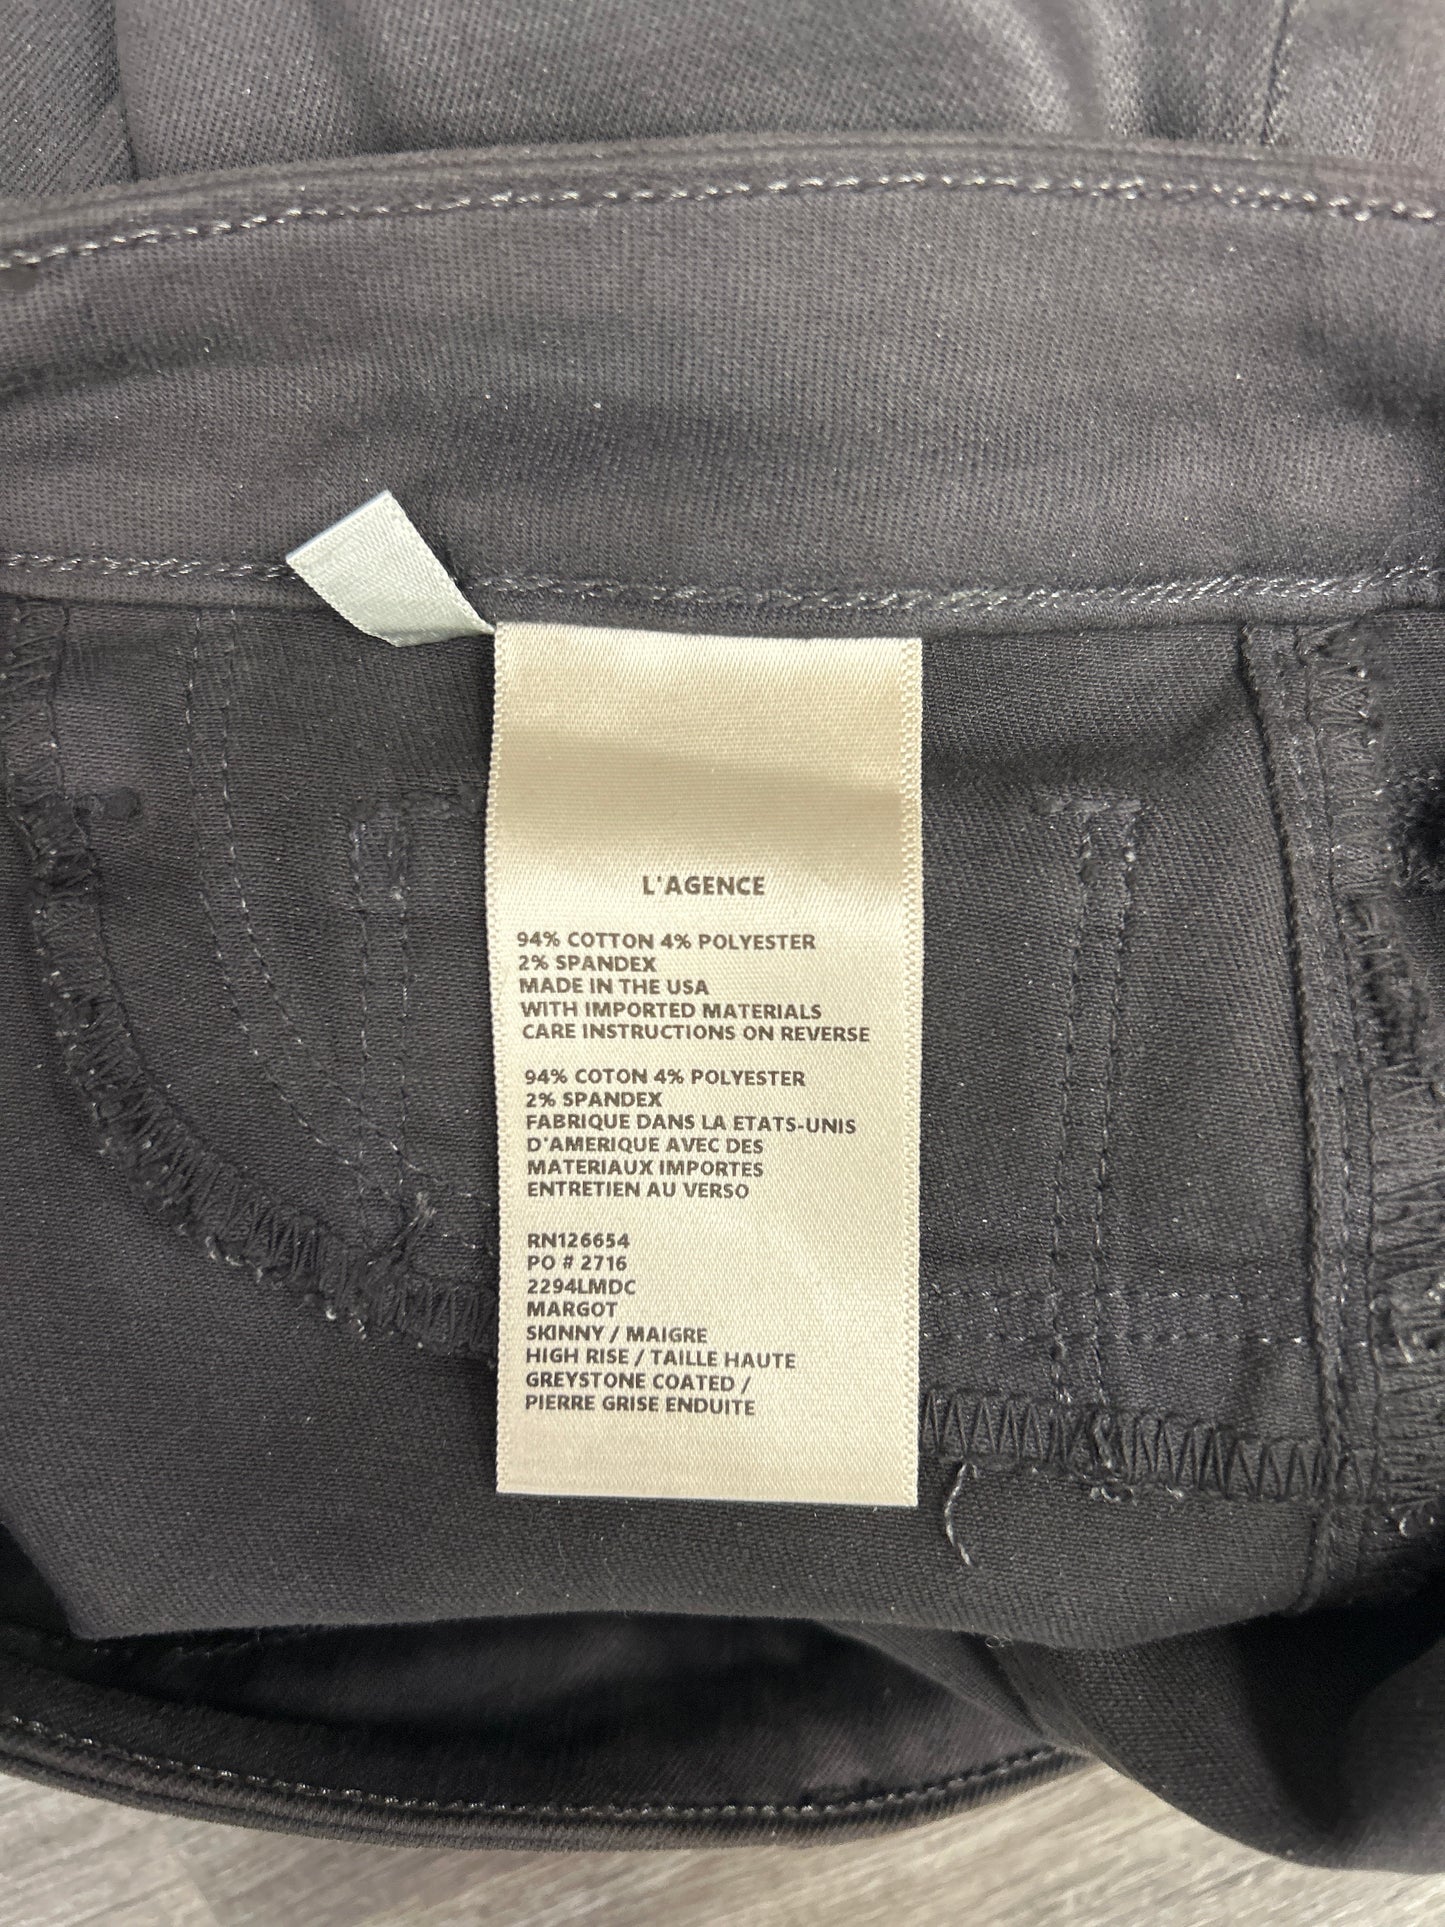 L'AGENCE
94% COTTON 4% POLYESTER
2% SPANDEX
MADE IN THE USA
WITH IMPORTED MATERIALS
CARE INSTRUCTIONS ON REVERSE
94% COTON 4% POLYESTER
2% SPANDEX
FABRIQUE DANS LA ETATS-UNIS
D'AMERIQUE AVEC DES
MATERIAUX IMPORTES
ENTRETIEN AU VERSO
RN126654
PO # 2716
2294LMDC
MARGOT
SKINNY / MAIGRE
HIGH RISE / TAILLE HAUTE
GREYSTONE COATED /
PIERRE GRISE ENDUITE